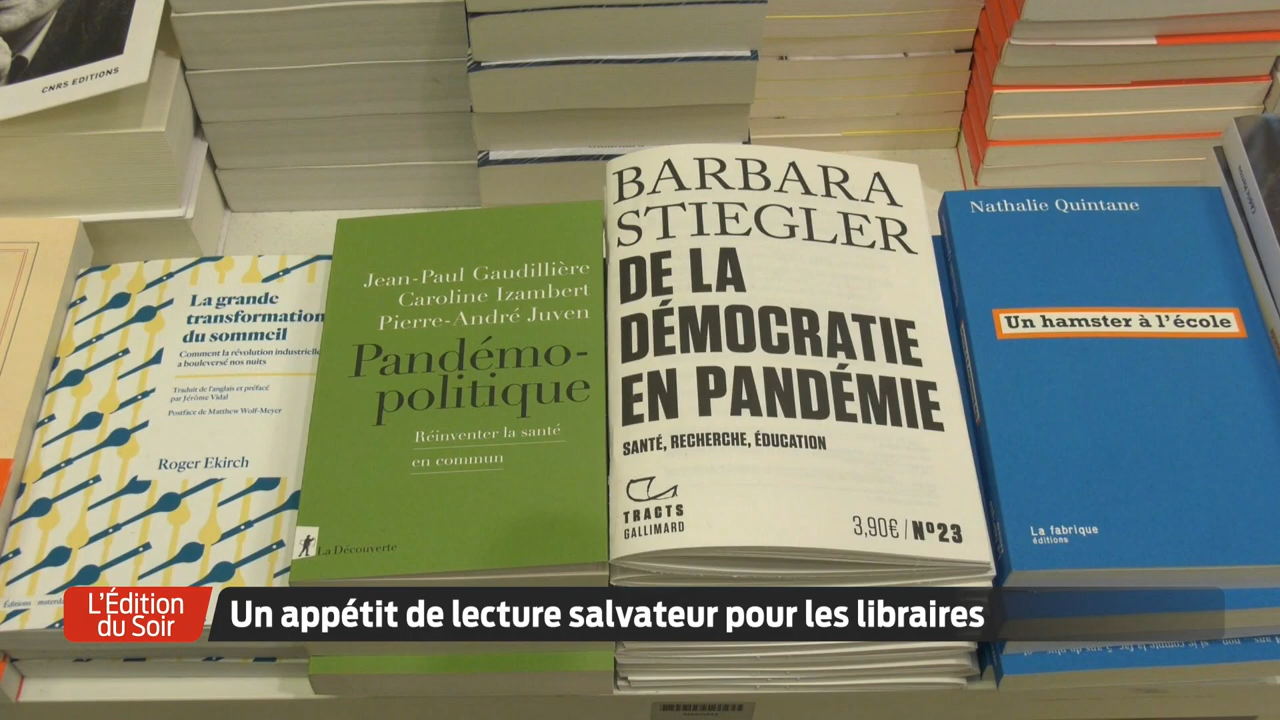 CNRS EDITIONS
La grande
transformation
du sommeil
Comment la révolution industrielle
a bouleversé nos nuits
Traduit de l'anglais et préfacé
par Jérôme Vidal
Postface de Matthew Wolf-Meyer
Roger Ekirch
Éditions
Jean-Paul Gaudillière
Caroline Izambert
Pierre-André Juven
Pandémo-
politique
Réinventer la santé
en commun
La Découverte
BARBARA
STIEGLER
DE LA
DÉMOCRATIE
EN PANDÉMIE
SANTÉ, RECHERCHE, ÉDUCATION
TRACTS
GALLIMARD
3,90€ / N°23
Nathalie Quintane
Un hamster à l'école
La fabrique
éditions
L'Édition
du Soir
Un appétit de lecture salvateur pour les libraires